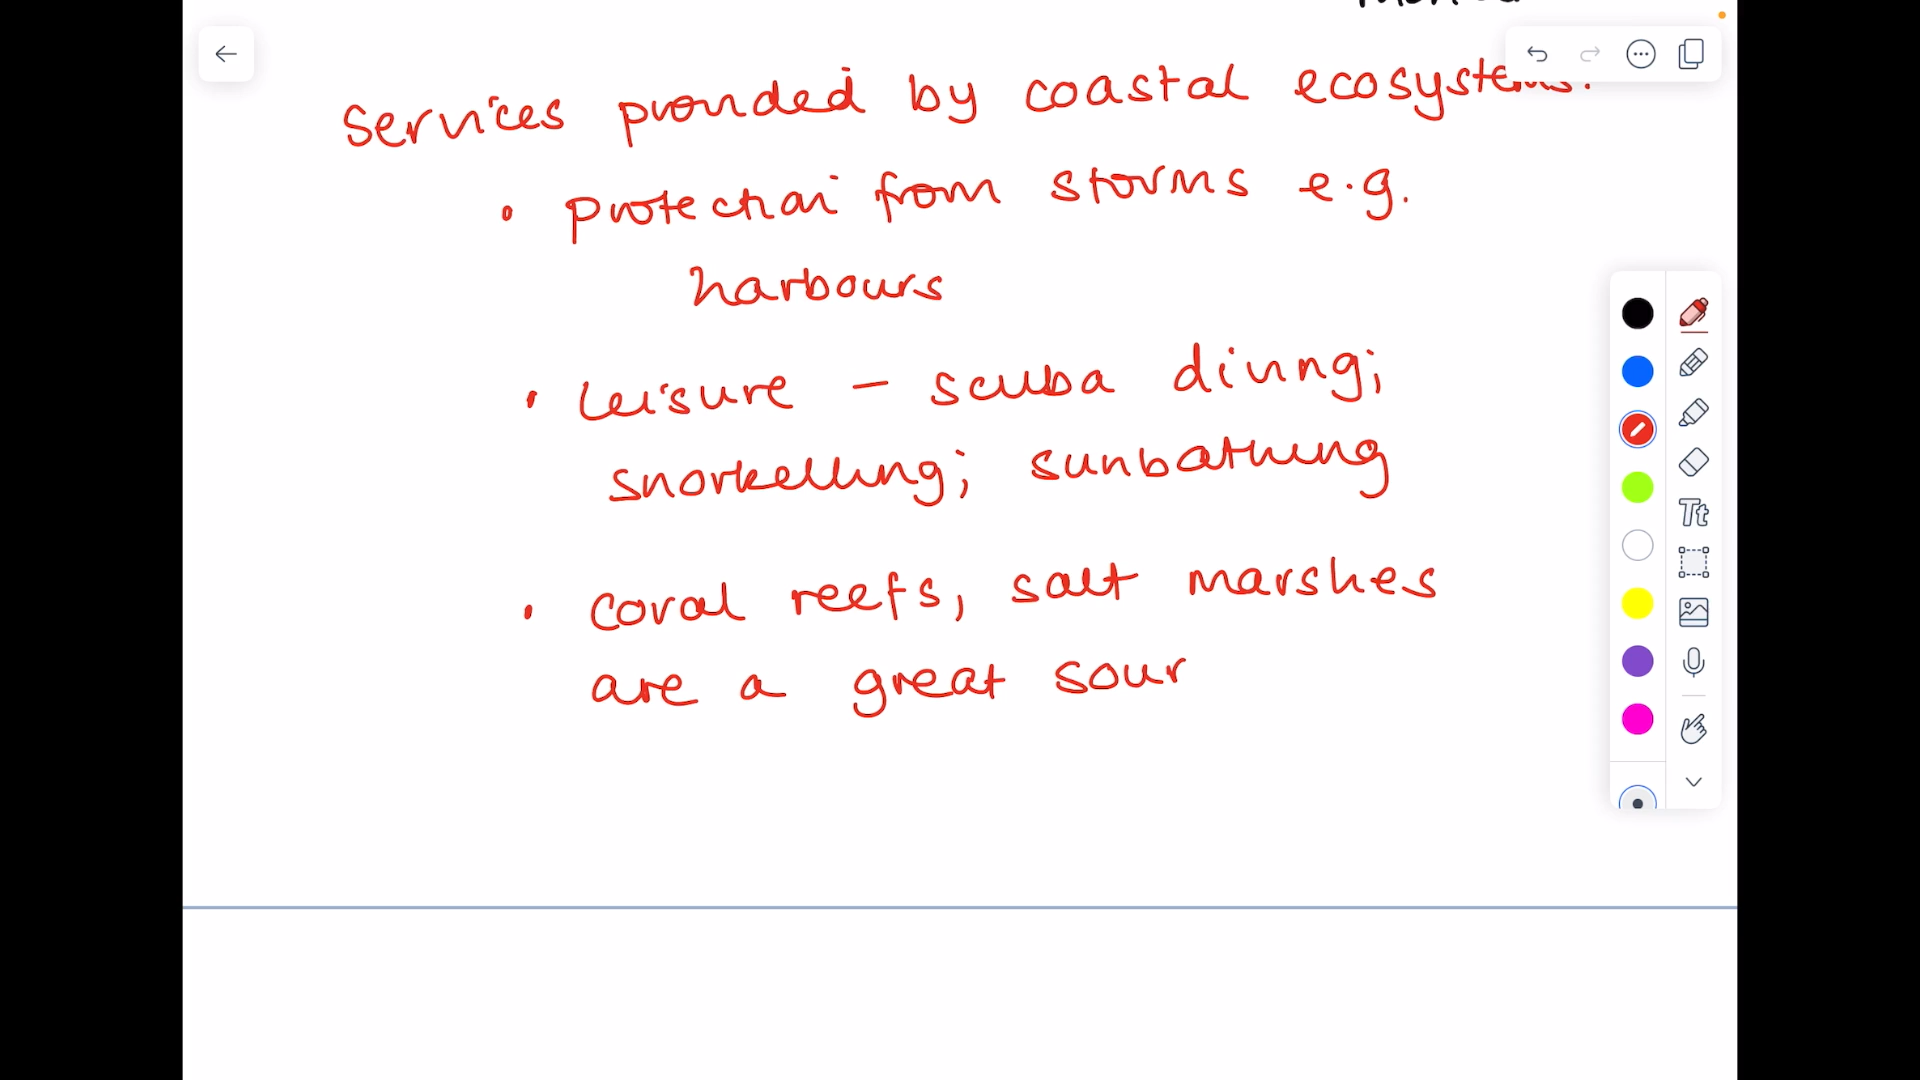 Services provided by coastal ecosystems:
• Protection from storms e.g.
harbours
• Leisure – scuba diving;
snorkelling; sunbathing
• coral reefs, salt marshes
are a great sour
Tt